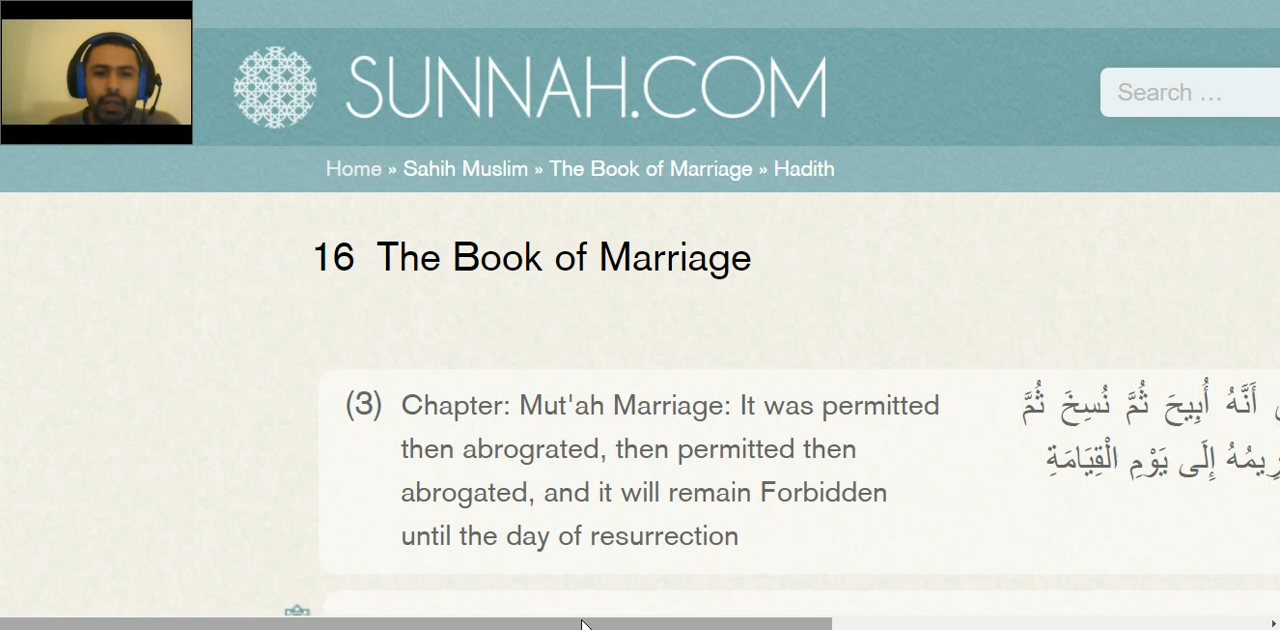 SUNNAH.COM
Search ...
Home » Sahih Muslim » The Book of Marriage » Hadith
16 The Book of Marriage
(3) Chapter: Mut'ah Marriage: It was permitted
then abrograted, then permitted then
abrogated, and it will remain Forbidden
until the day of resurrection
أَنَّهُ أُبِيحَ ثُمَّ نُسِخَ ثُمَّ
إِلَى يَوْمِ الْقِيَامَةِ